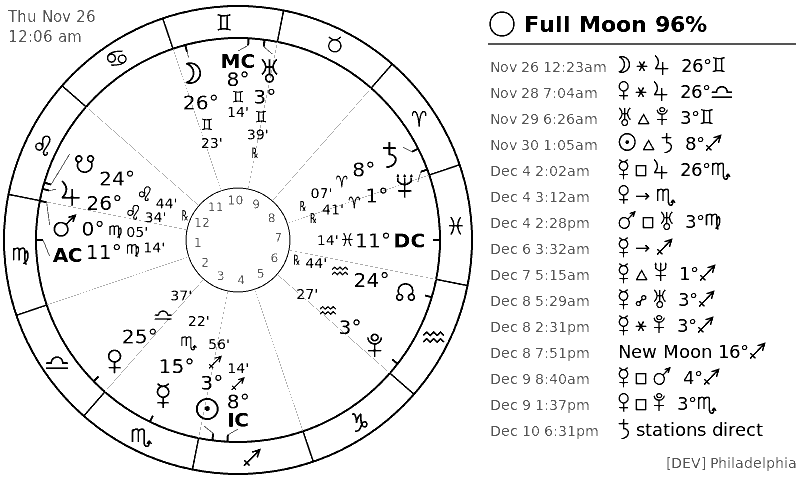 Thu Nov 26
12:06 am
♊
♉
♈
♓
♒
♑
♐
♏
♎
♍
♌
♋
☽ 26° ♊ 23'
MC 8° ♊ 14'
♅ 3° ♊ 39' ℞
♄ 8° ♈ 07' ℞
♆ 1° ♈ 41' ℞
14' ♓ 11° DC
℞ 44' ♒ 24° ☊
27' ♒ 3° ♇
IC 8° ♐ 14'
☉ 3° ♐ 56'
☿ 15° ♏ 22'
♀ 25° ♎ 37'
AC 11° ♍ 14'
♂ 0° ♍ 05'
♃ 26° ♌ 34'
☋ 24° ♌ 44' ℞
1
2
3
4
5
6
7
8
9
10
11
12
Full Moon 96%
Nov 26 12:23am ☽ ⚹ ♃ 26°♊
Nov 28 7:04am ♀ ⚹ ♃ 26°♎
Nov 29 6:26am ♅ △ ♇ 3°♊
Nov 30 1:05am ☉ △ ♄ 8°♐
Dec 4 2:02am ☿ □ ♃ 26°♏
Dec 4 3:12am ♀ → ♏
Dec 4 2:28pm ♂ □ ♅ 3°♍
Dec 6 3:32am ☿ → ♐
Dec 7 5:15am ☿ △ ♆ 1°♐
Dec 8 5:29am ☿ ☍ ♅ 3°♐
Dec 8 2:31pm ☿ ⚹ ♇ 3°♐
Dec 8 7:51pm New Moon 16°♐
Dec 9 8:40am ☿ □ ♂ 4°♐
Dec 9 1:37pm ♀ □ ♇ 3°♏
Dec 10 6:31pm ♄ stations direct
[DEV] Philadelphia